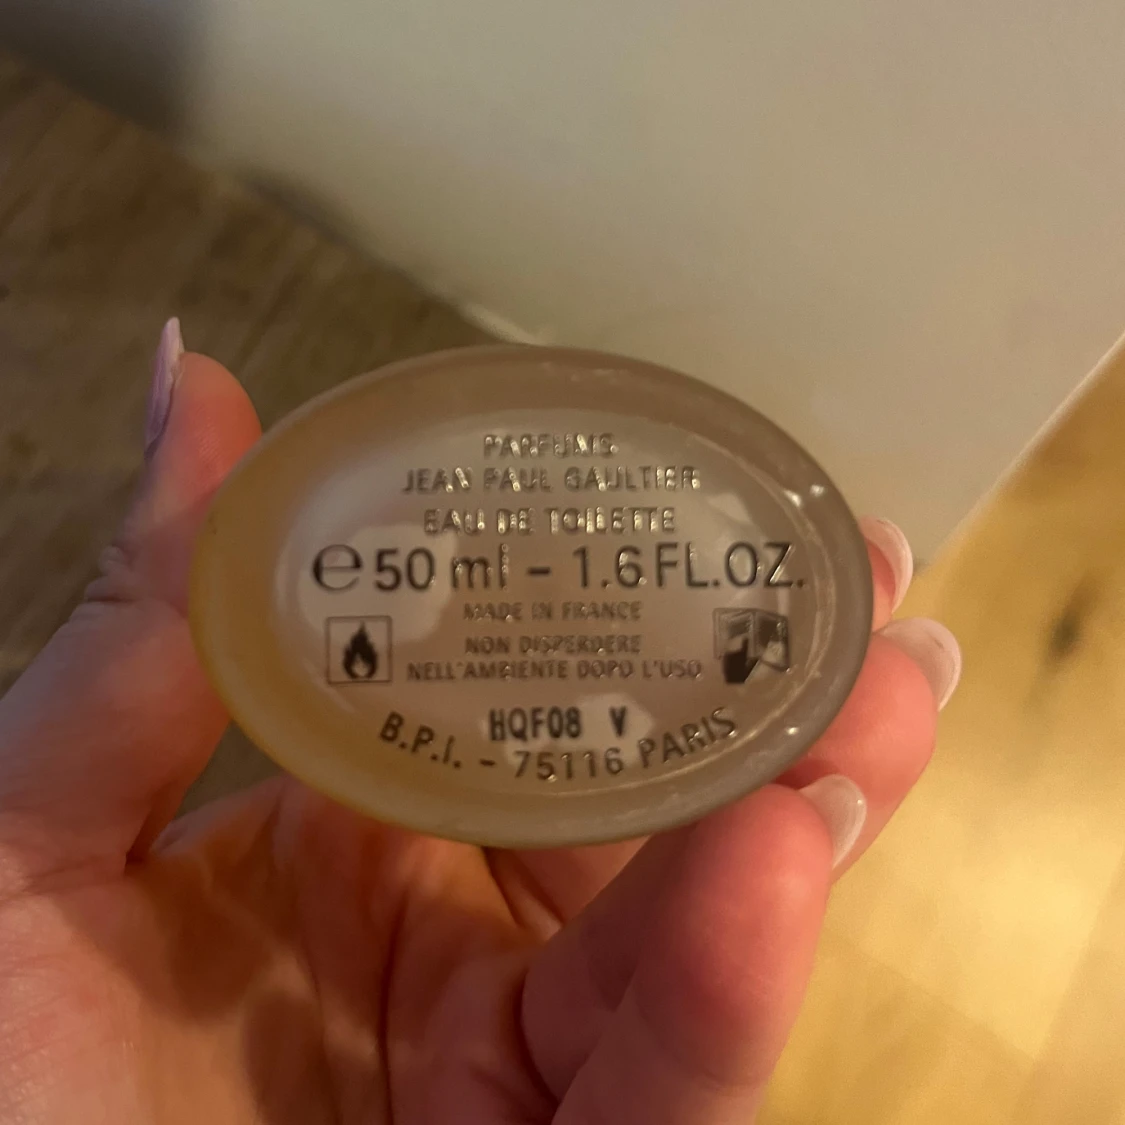 PARFUMS
JEAN PAUL GAULTIER
EAU DE TOILETTE
℮ 50 ml - 1.6 FL.OZ.
MADE IN FRANCE
NON DISPERDERE
NELL'AMBIENTE DOPO L'USO
HQF08 V
B.P.I. - 75116 PARIS